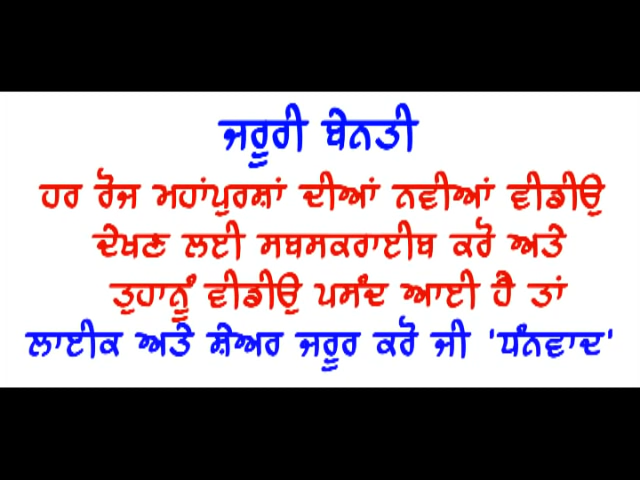 ਜਰੂਰੀ ਬੇਨਤੀ
ਹਰ ਰੋਜ ਮਹਾਂਪੁਰਸ਼ਾਂ ਦੀਆਂ ਨਵੀਆਂ ਵੀਡੀਉ
ਦੇਖਣ ਲਈ ਸਬਸਕਰਾਈਬ ਕਰੋ ਅਤੇ
ਤੁਹਾਨੂੰ ਵੀਡੀਉ ਪਸੰਦ ਆਈ ਹੈ ਤਾਂ
ਲਾਈਕ ਅਤੇ ਸ਼ੇਅਰ ਜਰੂਰ ਕਰੋ ਜੀ 'ਧੰਨਵਾਦ'